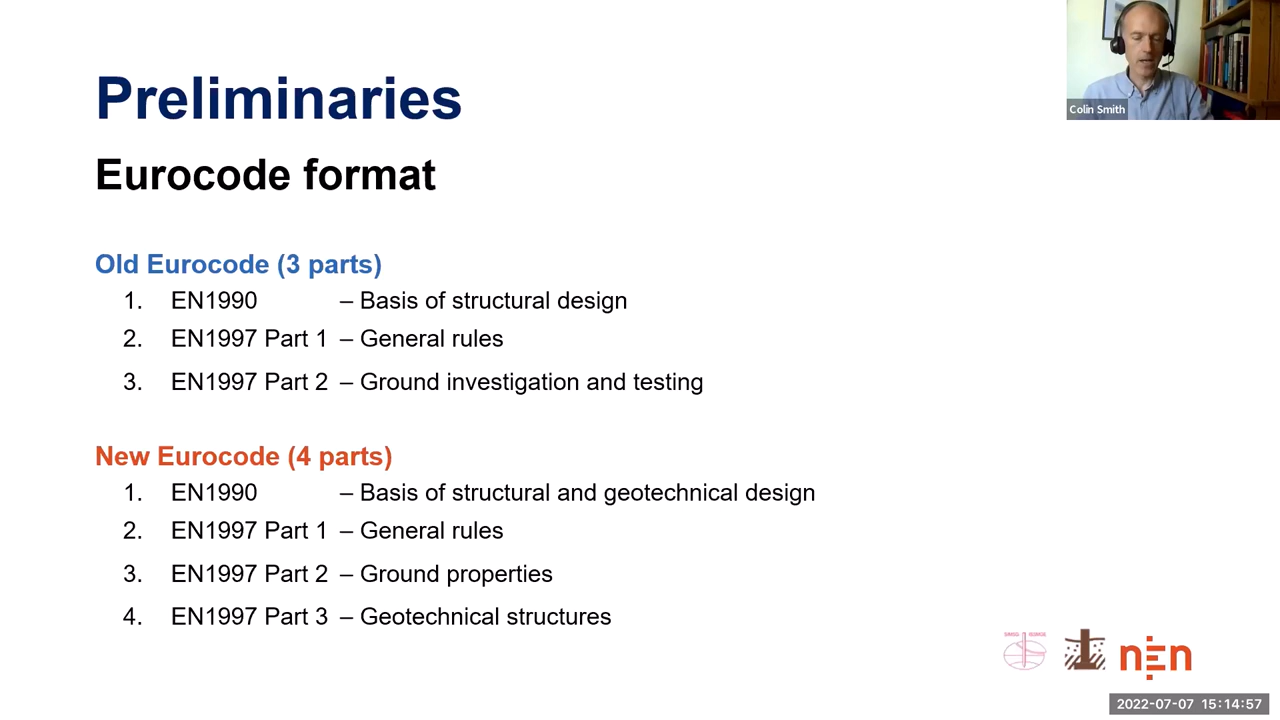 Preliminaries
Colin Smith
Eurocode format
Old Eurocode (3 parts)
1. EN1990 – Basis of structural design
2. EN1997 Part 1 – General rules
3. EN1997 Part 2 – Ground investigation and testing
New Eurocode (4 parts)
1. EN1990 – Basis of structural and geotechnical design
2. EN1997 Part 1 – General rules
3. EN1997 Part 2 – Ground properties
4. EN1997 Part 3 – Geotechnical structures
nen
2022-07-07 15:14:57